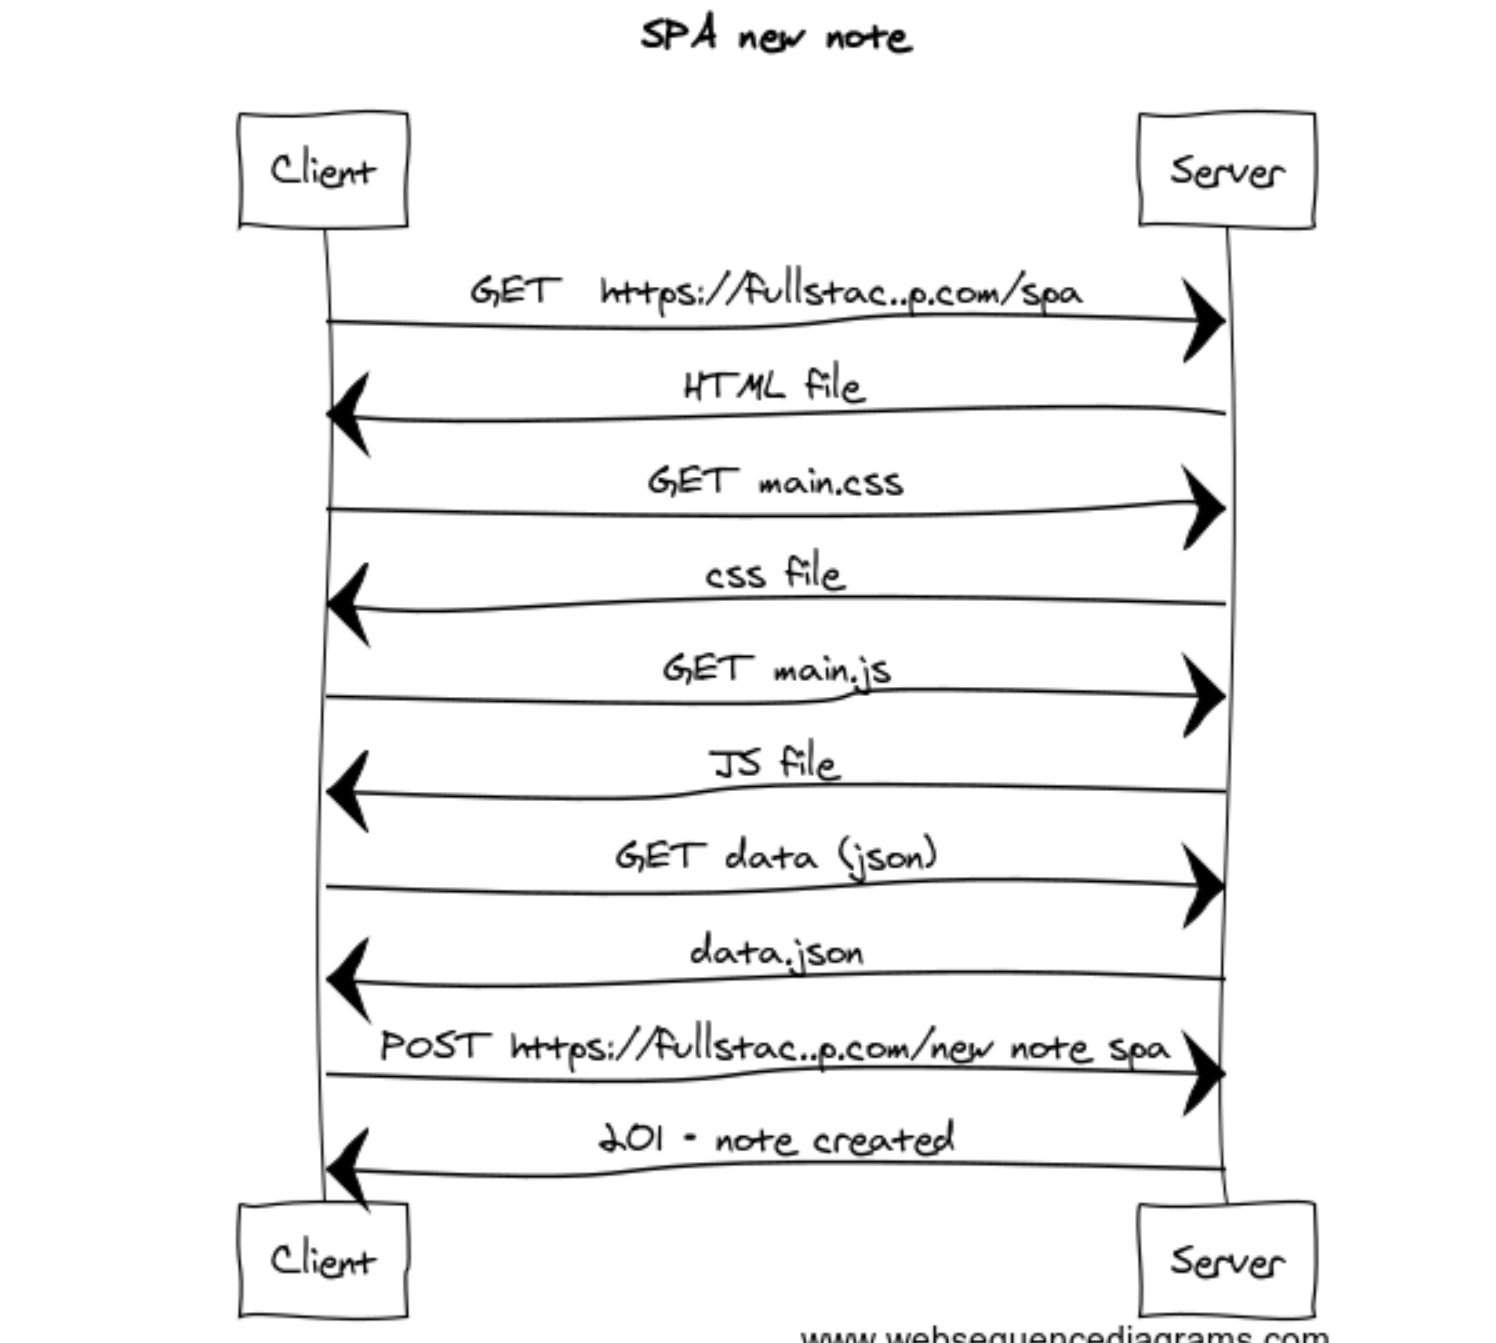 SPA new note
Client
Server
GET https://fullstac..p.com/spa
HTML file
GET main.css
css file
GET main.js
JS file
GET data (json)
data.json
POST https://fullstac..p.com/new note spa
201 - note created
Client
Server
www.websequencediagrams.com